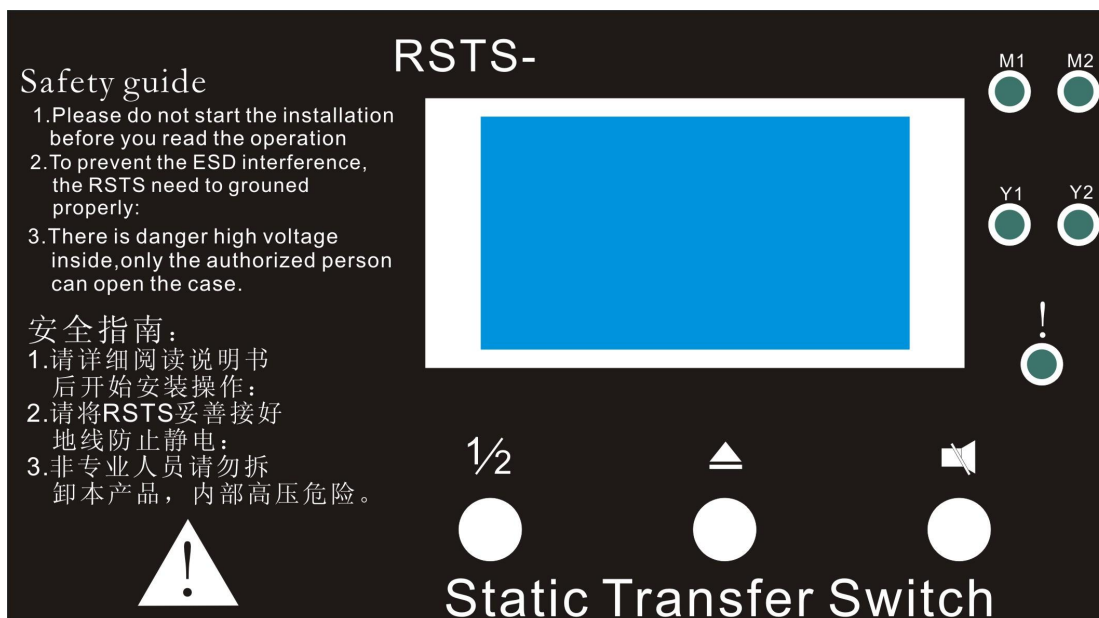 RSTS-
Safety guide
1.Please do not start the installation
before you read the operation
2.To prevent the ESD interference,
the RSTS need to grouned
properly:
3.There is danger high voltage
inside,only the authorized person
can open the case.
安全指南:
1.请详细阅读说明书
后开始安装操作:
2.请将RSTS妥善接好
地线防止静电:
3.非专业人员请勿拆
卸本产品，内部高压危险。
!
M1 M2
Y1 Y2
!
½
Static Transfer Switch